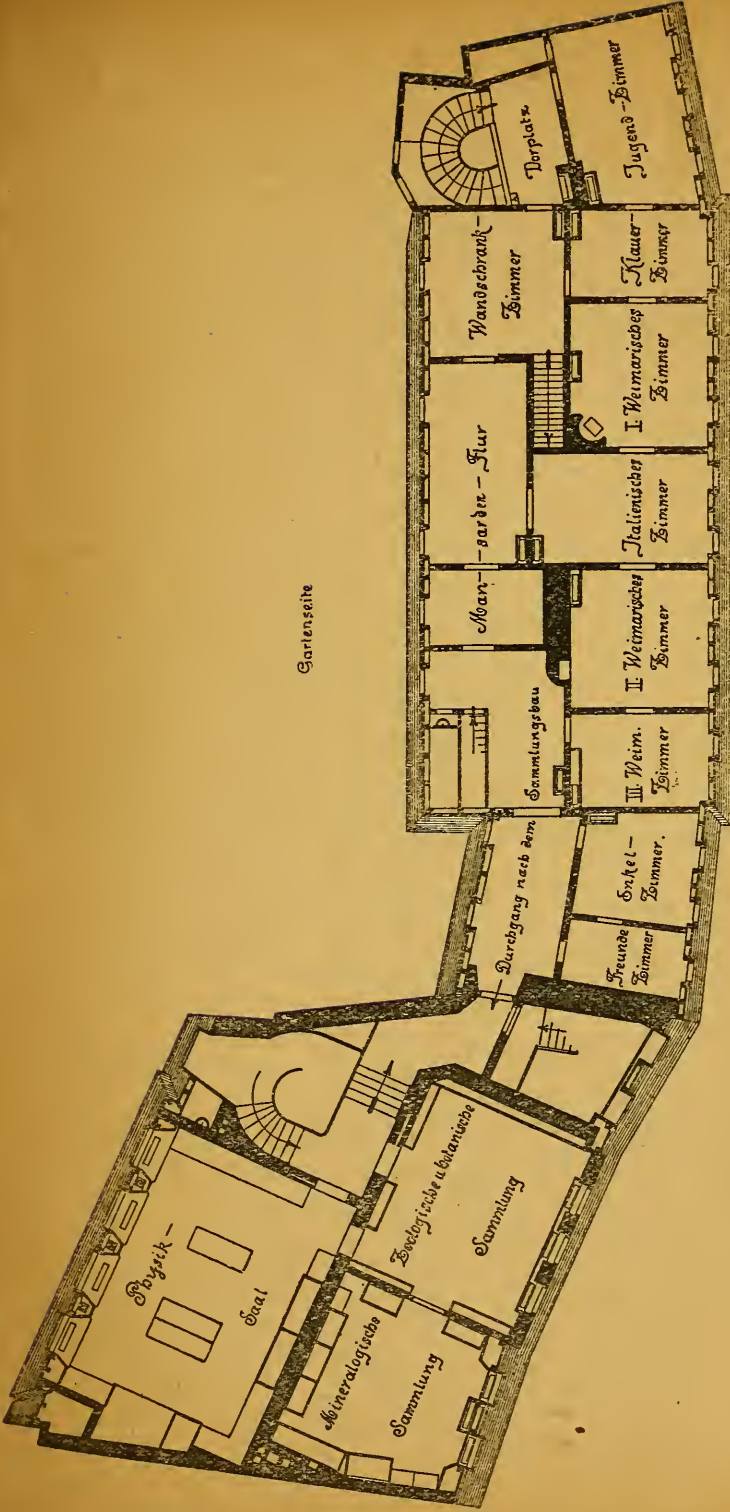 Gartenseite
Physik-
Saal
Mineralogische
Sammlung
Zoologische u botanische
Sammlung
Durchgang nach dem
Sammlungsbau
Freunde
Zimmer
Enkel-
Zimmer.
III. Weim.
Zimmer
II. Weimarisches
Zimmer
Italienisches
Zimmer
I. Weimarisches
Zimmer
Klauer-
Zimmer
Jugend-Zimmer
Man-
sarden-Flur
Wandschrank-
Zimmer
Vorplatz